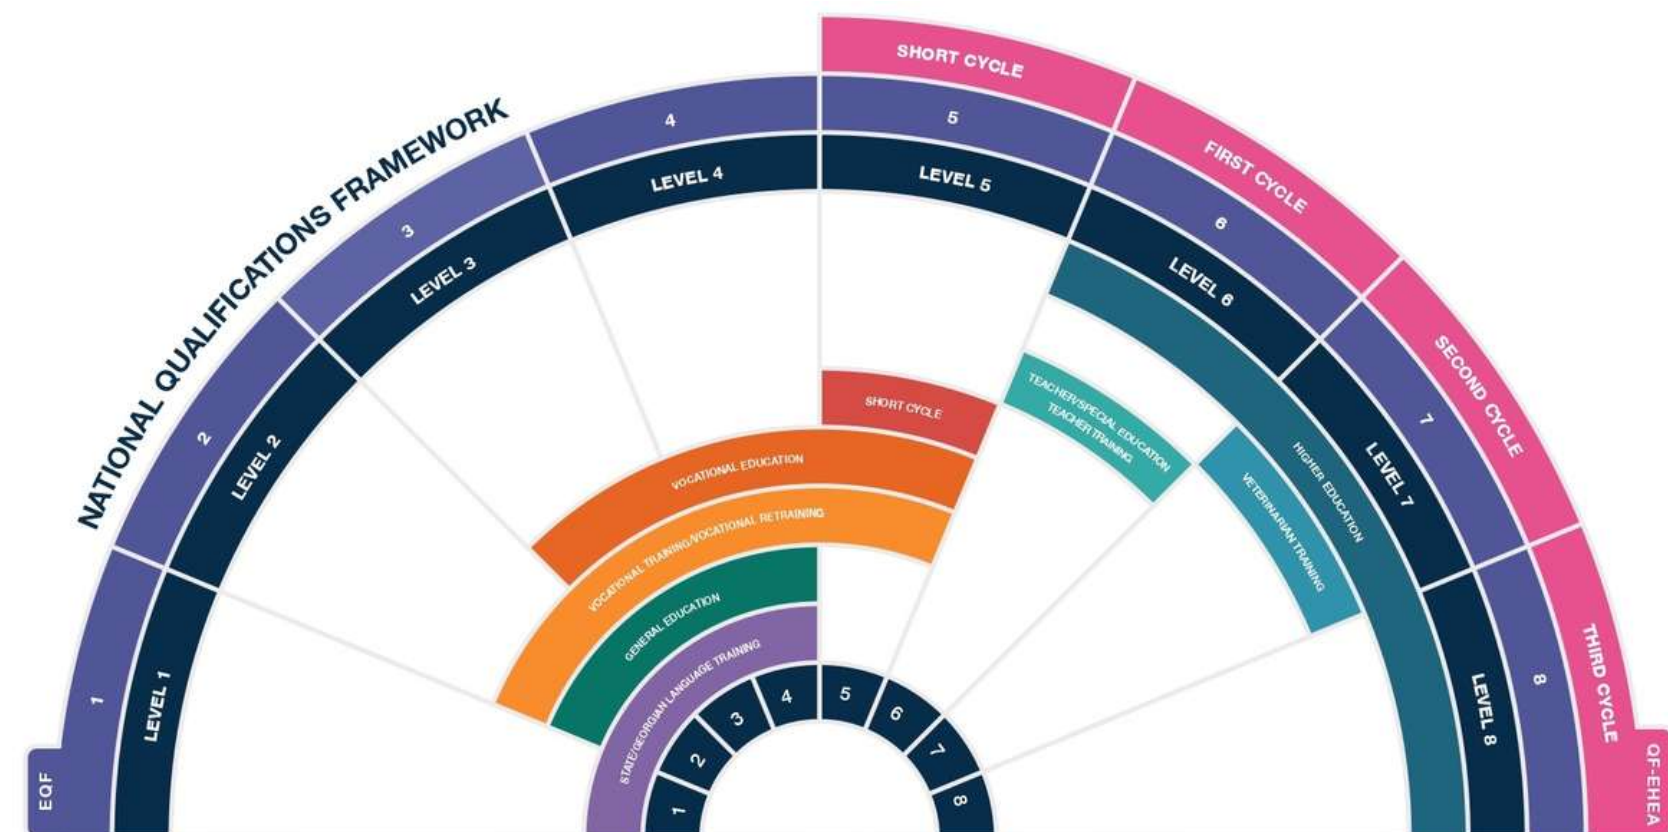 NATIONAL QUALIFICATIONS FRAMEWORK
EQF
1
2
3
4
5
6
7
8
QF-EHEA
SHORT CYCLE
FIRST CYCLE
SECOND CYCLE
THIRD CYCLE
LEVEL 1
LEVEL 2
LEVEL 3
LEVEL 4
LEVEL 5
LEVEL 6
LEVEL 7
LEVEL 8
HIGHER EDUCATION
TEACHER/SPECIAL EDUCATION
TEACHER TRAINING
VETERINARIAN TRAINING
SHORT CYCLE
VOCATIONAL EDUCATION
VOCATIONAL TRAINING/VOCATIONAL RETRAINING
GENERAL EDUCATION
STATE/GEORGIAN LANGUAGE TRAINING
1
2
3
4
5
6
7
8